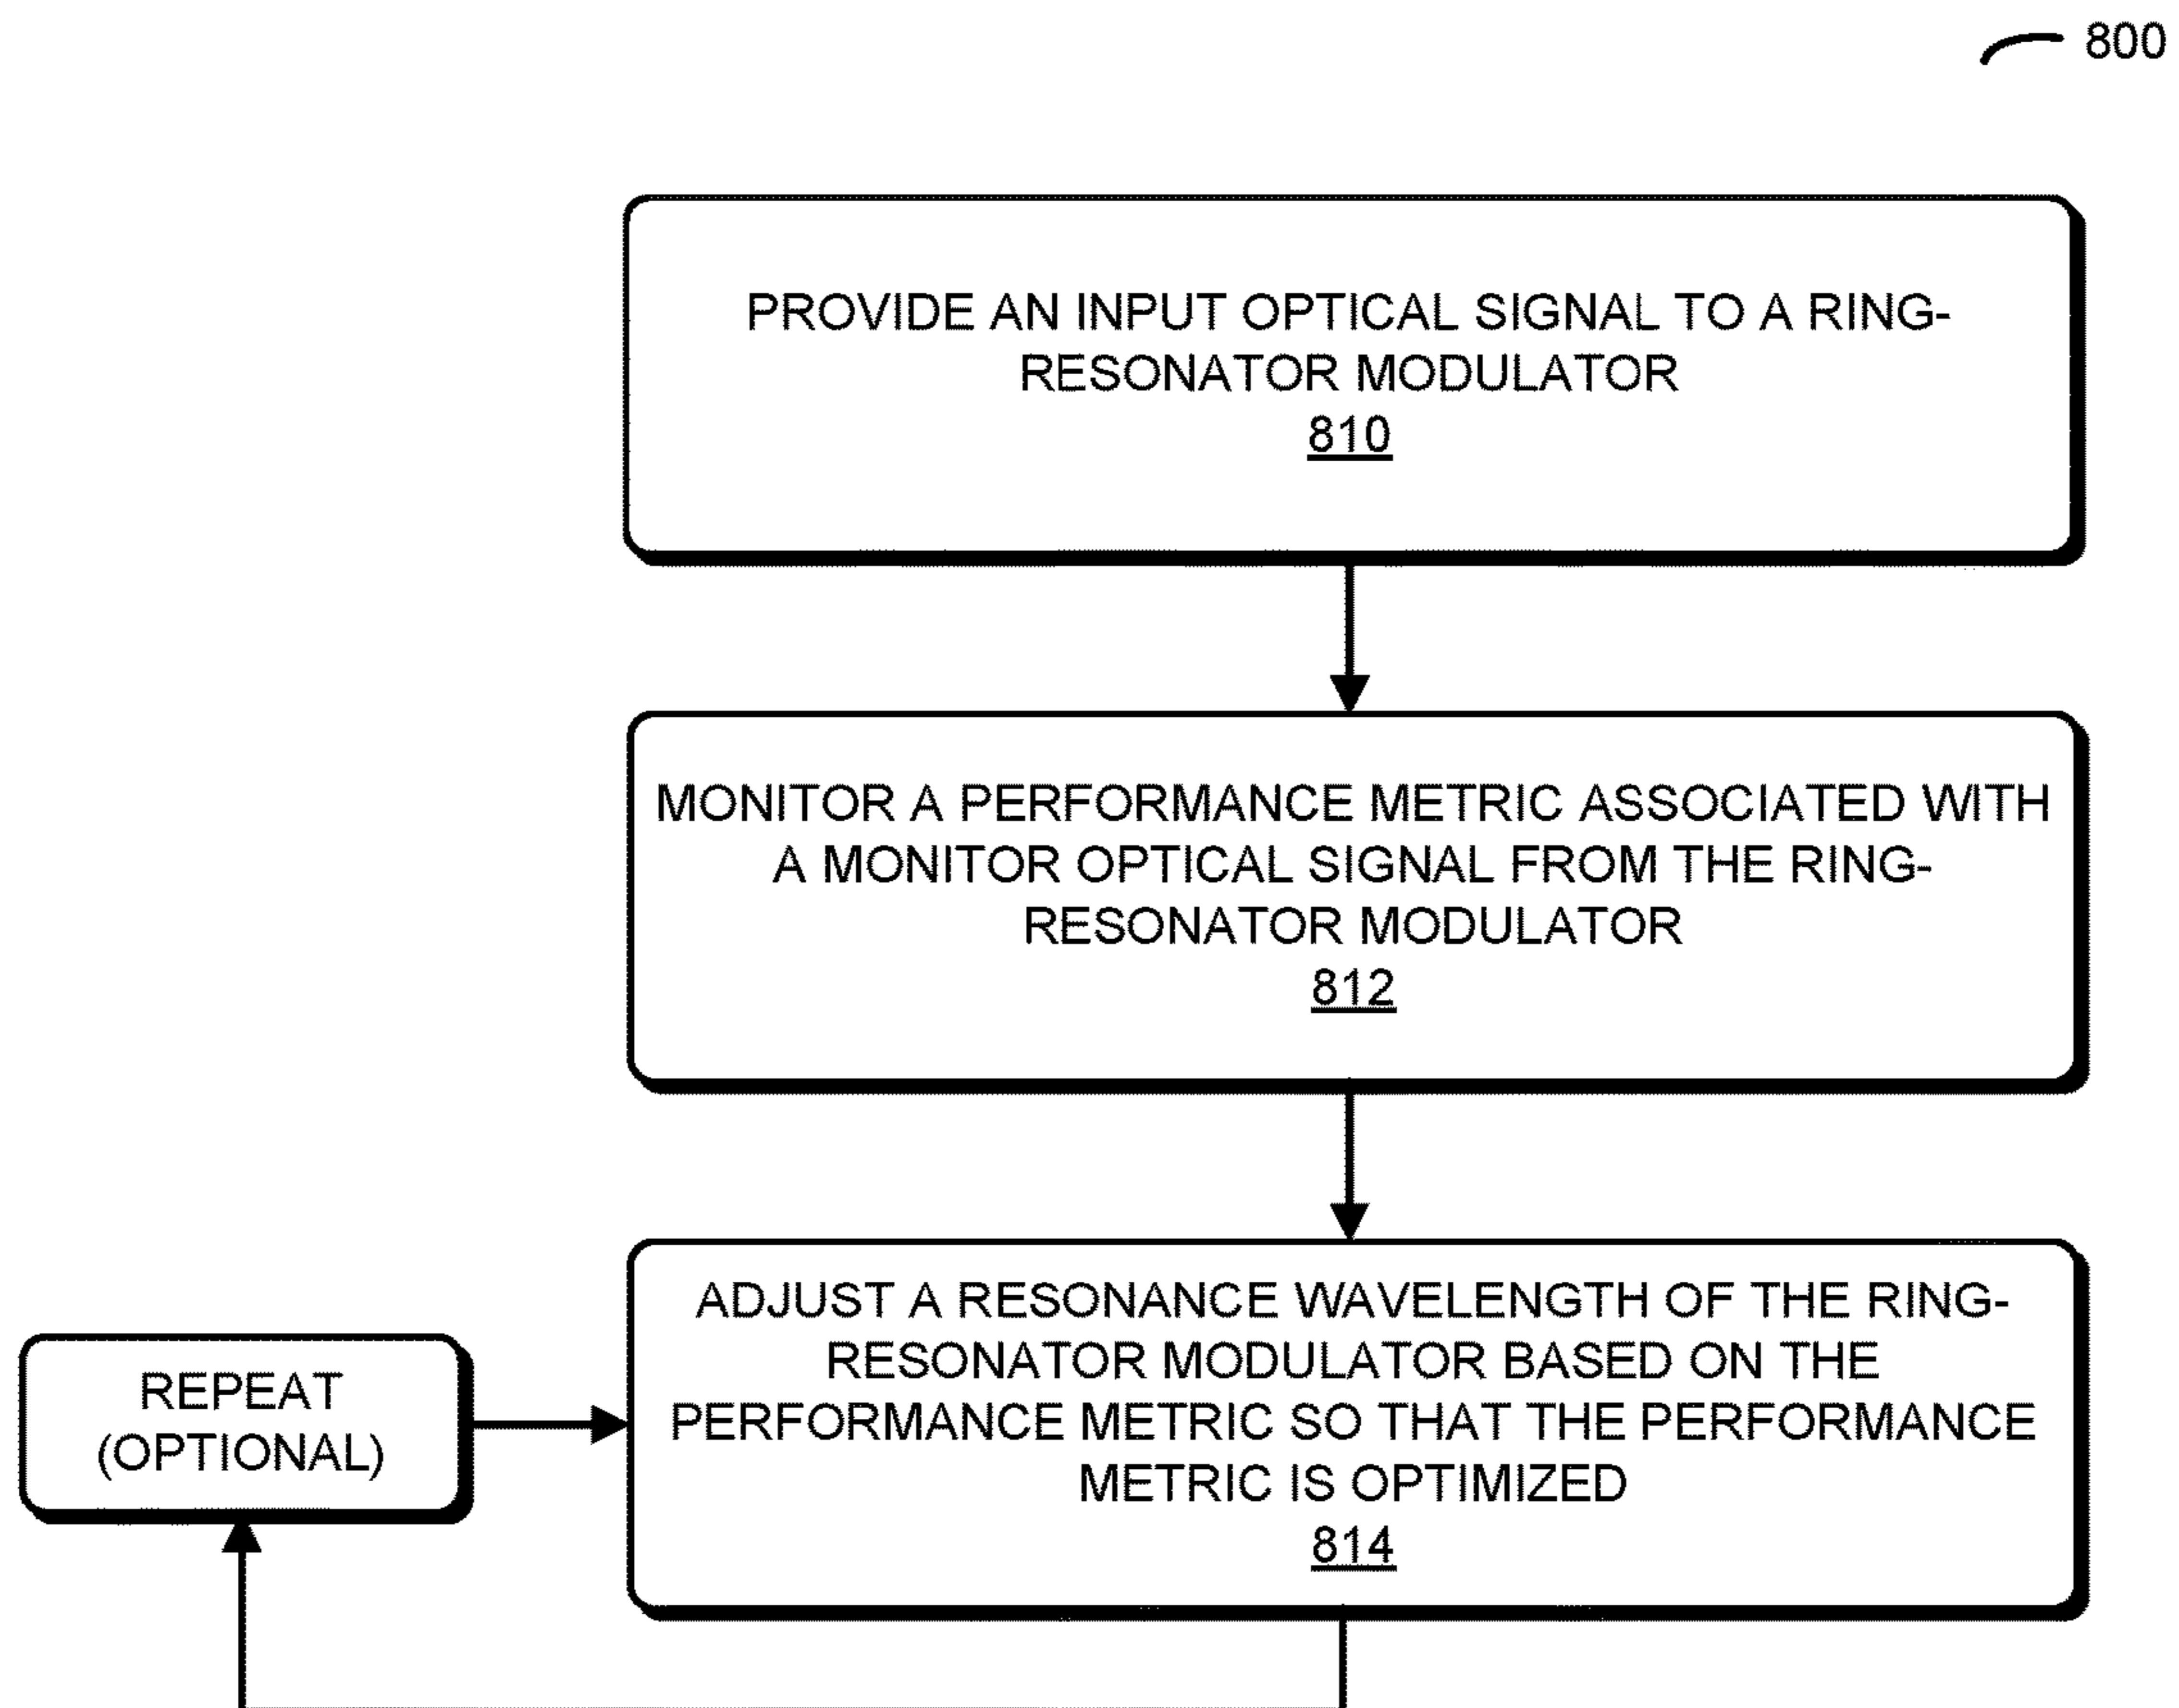 800
PROVIDE AN INPUT OPTICAL SIGNAL TO A RING-
RESONATOR MODULATOR
810
MONITOR A PERFORMANCE METRIC ASSOCIATED WITH
A MONITOR OPTICAL SIGNAL FROM THE RING-
RESONATOR MODULATOR
812
ADJUST A RESONANCE WAVELENGTH OF THE RING-
RESONATOR MODULATOR BASED ON THE
PERFORMANCE METRIC SO THAT THE PERFORMANCE
METRIC IS OPTIMIZED
814
REPEAT
(OPTIONAL)